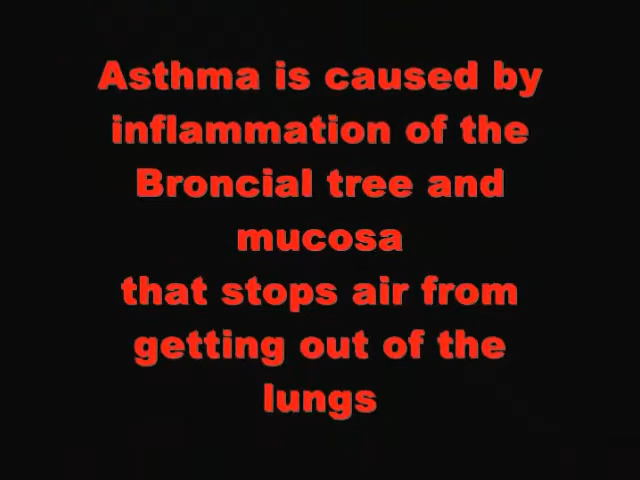 Asthma is caused by
inflammation of the
Broncial tree and
mucosa
that stops air from
getting out of the
lungs